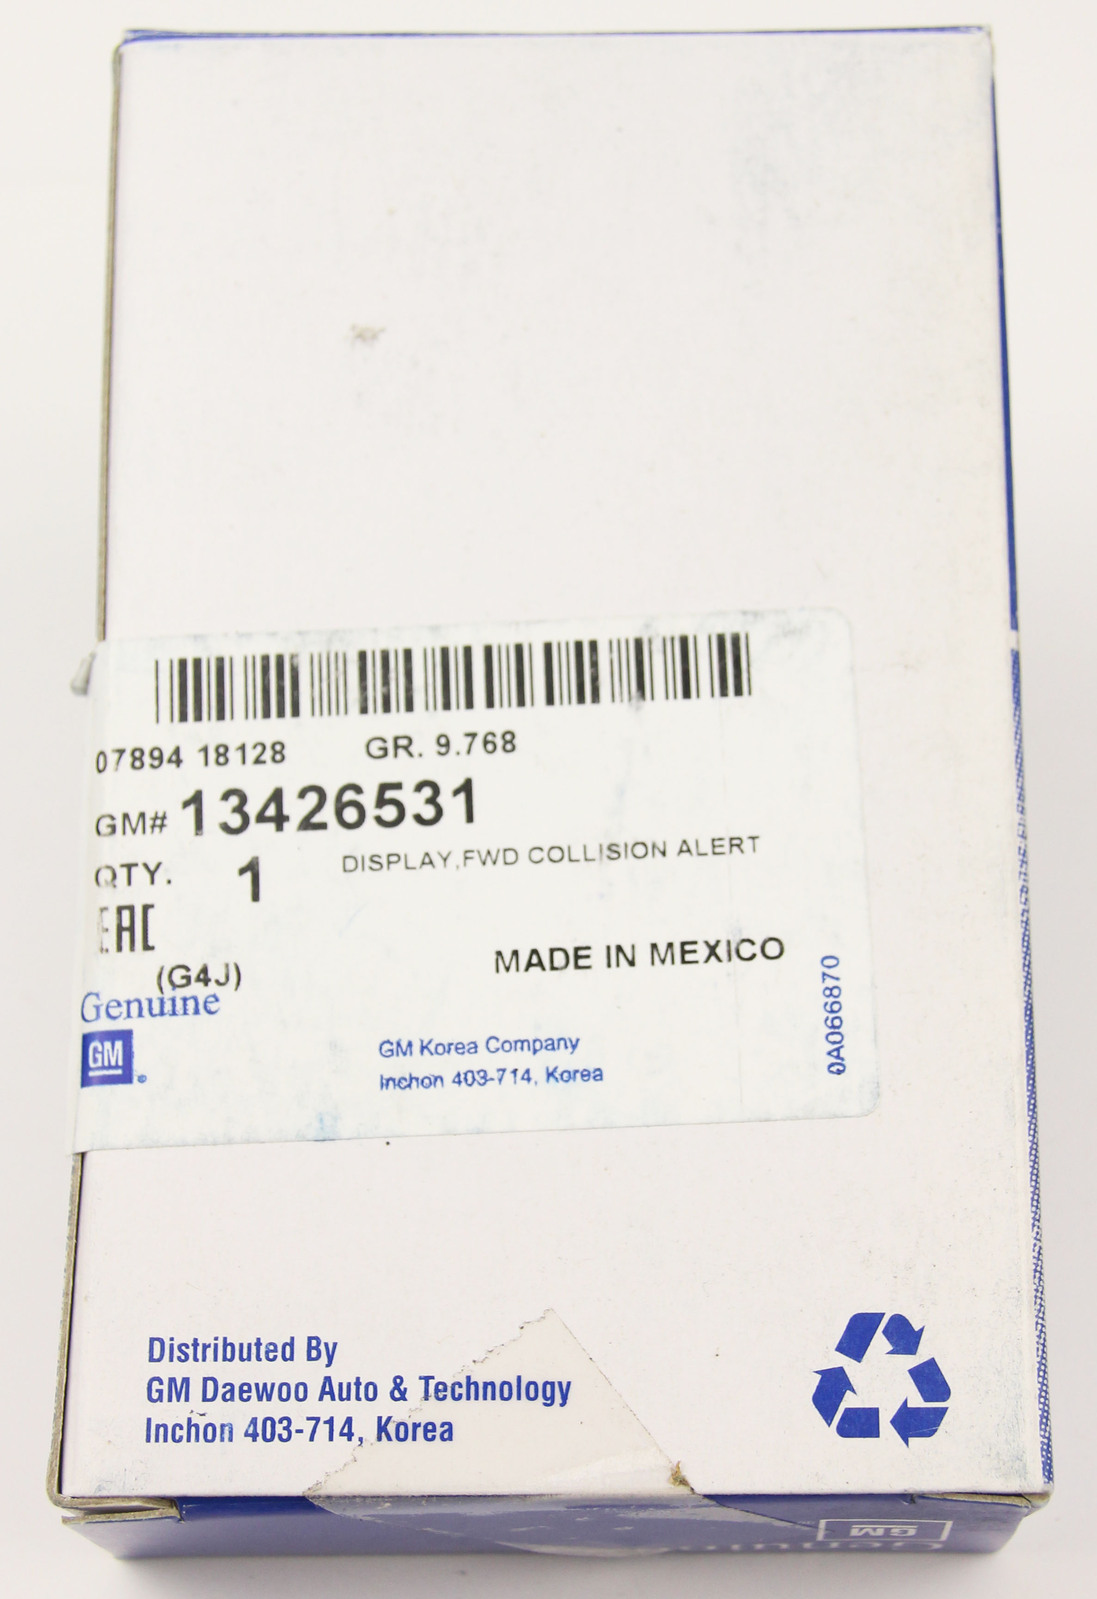 07894 18128 GR. 9.768
GM# 13426531
QTY. 1 DISPLAY,FWD COLLISION ALERT
EAC
(G4J)
MADE IN MEXICO
Genuine
GM
GM Korea Company
Inchon 403-714, Korea
0A066870
Distributed By
GM Daewoo Auto & Technology
Inchon 403-714, Korea
GM
Genuine